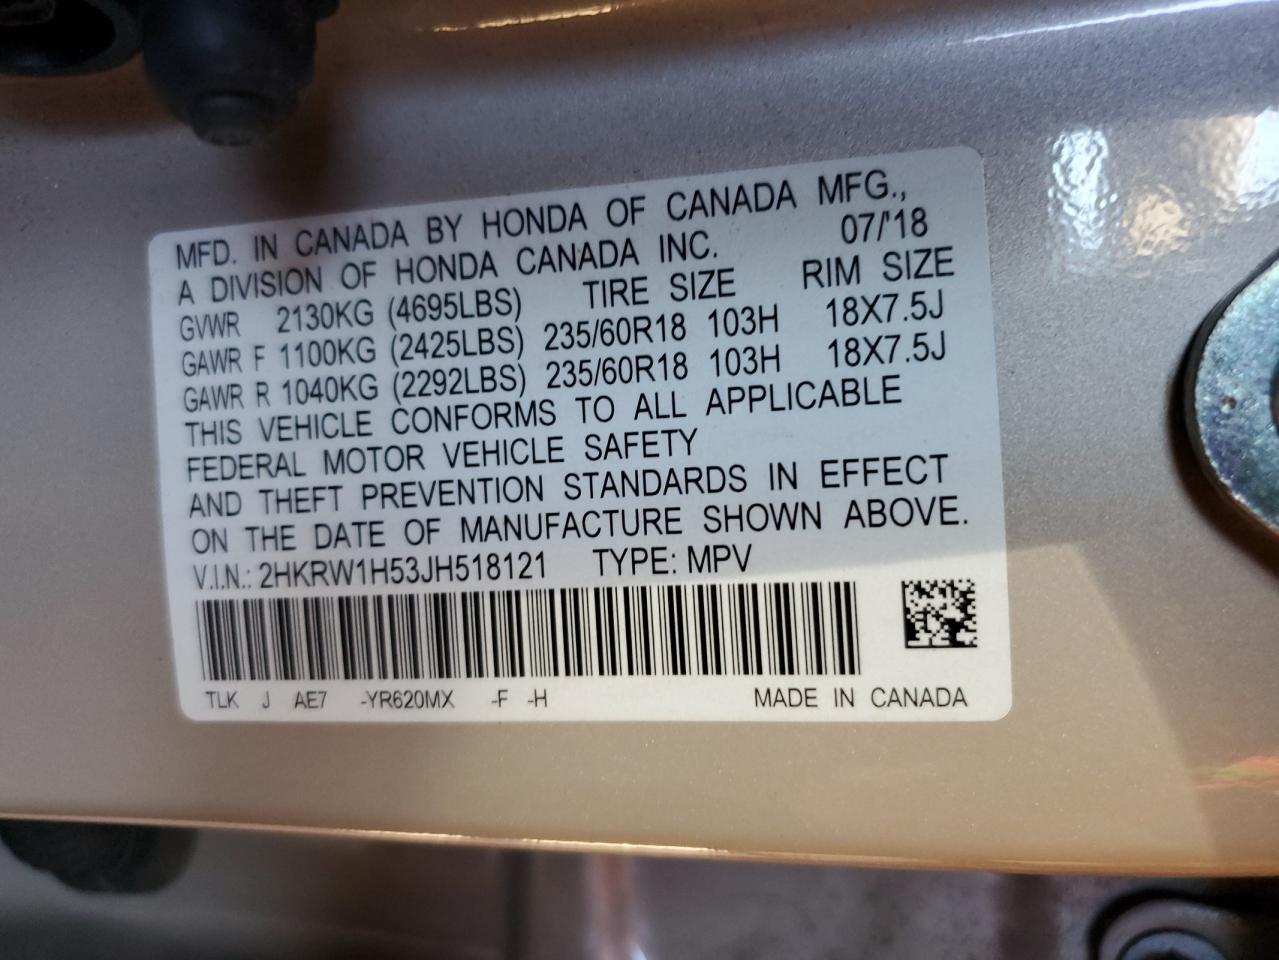 MFD. IN CANADA BY HONDA OF CANADA MFG.,
A DIVISION OF HONDA CANADA INC. 07/'18
GVWR 2130KG (4695LBS) TIRE SIZE RIM SIZE
GAWR F 1100KG (2425LBS) 235/60R18 103H 18X7.5J
GAWR R 1040KG (2292LBS) 235/60R18 103H 18X7.5J
THIS VEHICLE CONFORMS TO ALL APPLICABLE
FEDERAL MOTOR VEHICLE SAFETY
AND THEFT PREVENTION STANDARDS IN EFFECT
ON THE DATE OF MANUFACTURE SHOWN ABOVE.
V.I.N.: 2HKRW1H53JH518121 TYPE: MPV
TLK J AE7 -YR620MX -F -H MADE IN CANADA